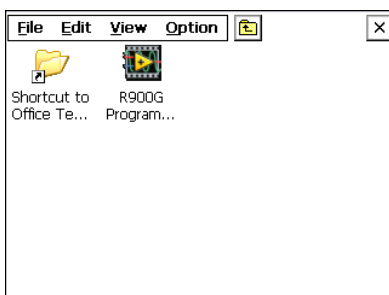 File Edit View Option
Shortcut to
Office Te...
R900G
Program...